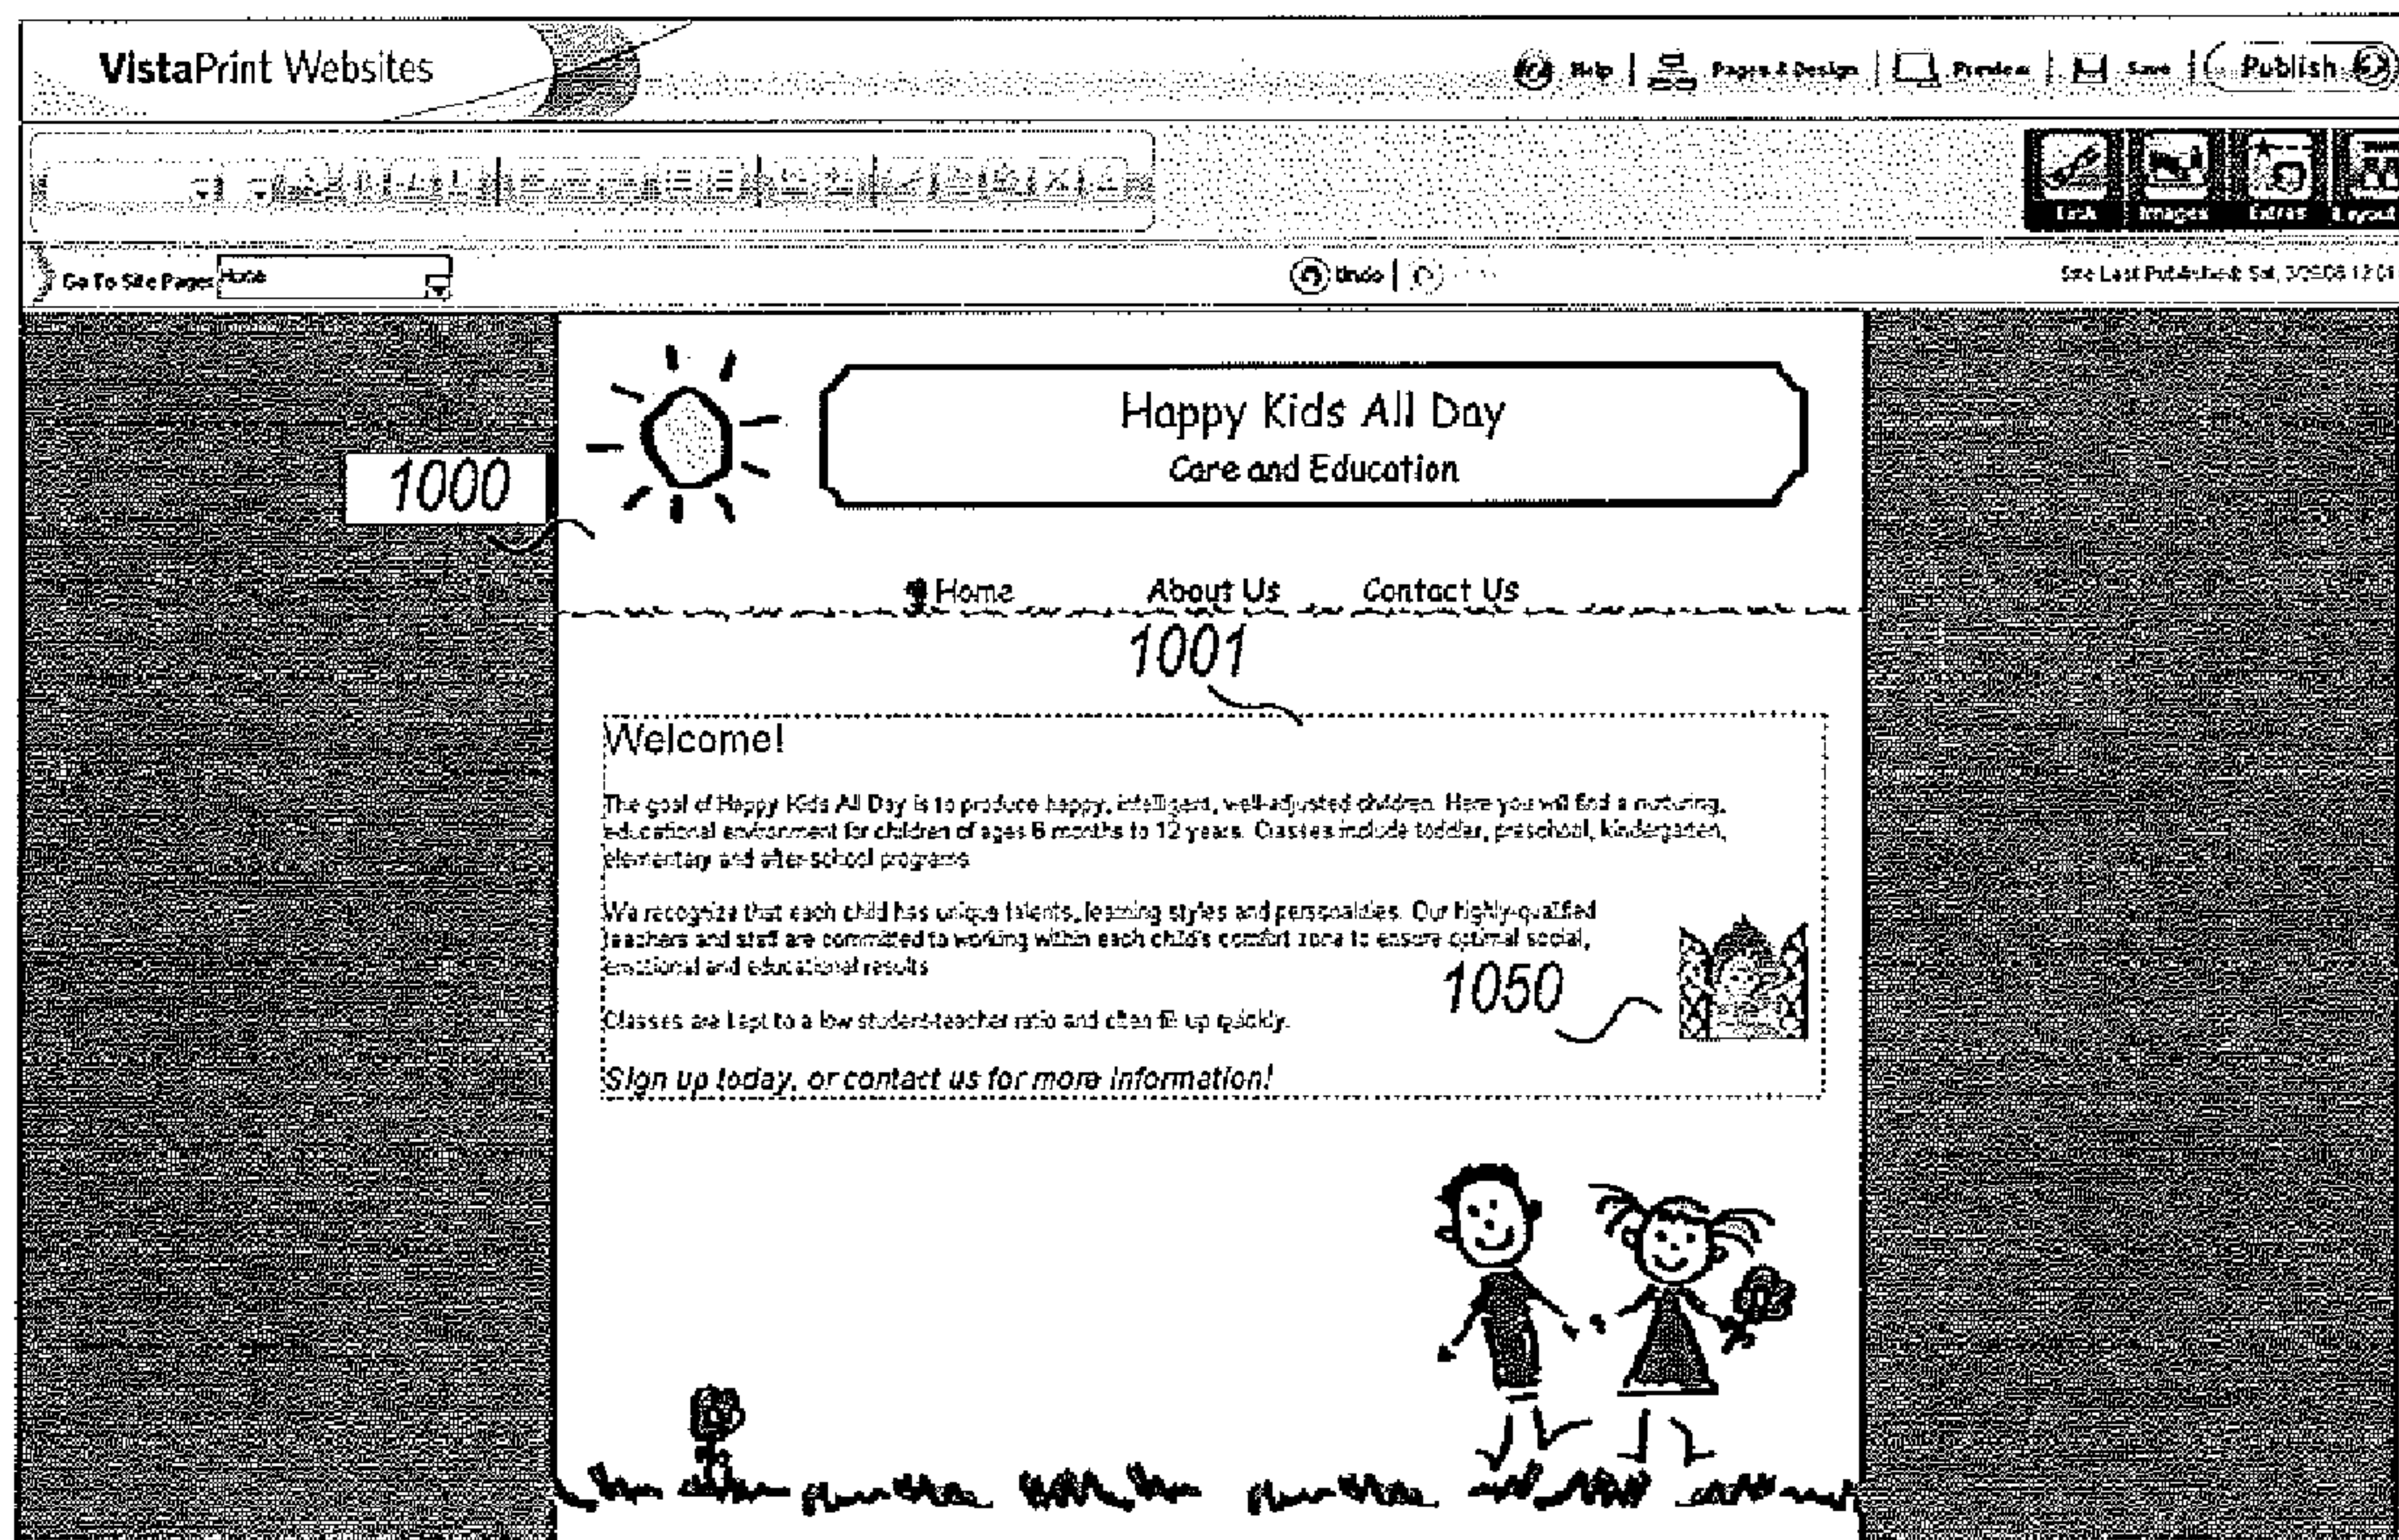 VistaPrint Websites
Help | Pages & Design | Preview | Save | Publish
Images Extras Layout
Go To Site Pages Home Undo Site Last Published: Sat,
Happy Kids All Day
Care and Education
1000
Home About Us Contact Us
1001
Welcome!
The goal of Happy Kids All Day is to produce happy, intelligent, well-adjusted children. Here you will find a nurturing,
educational environment for children of ages 6 months to 12 years. Classes include toddler, preschool, kindergarten,
elementary and after-school programs.
We recognize that each child has unique talents, learning styles and personalities. Our highly-qualified
teachers and staff are committed to working within each child's comfort zone to ensure optimal social,
emotional and educational results.
1050
Classes are kept to a low student-teacher ratio and often fill up quickly.
Sign up today, or contact us for more information!